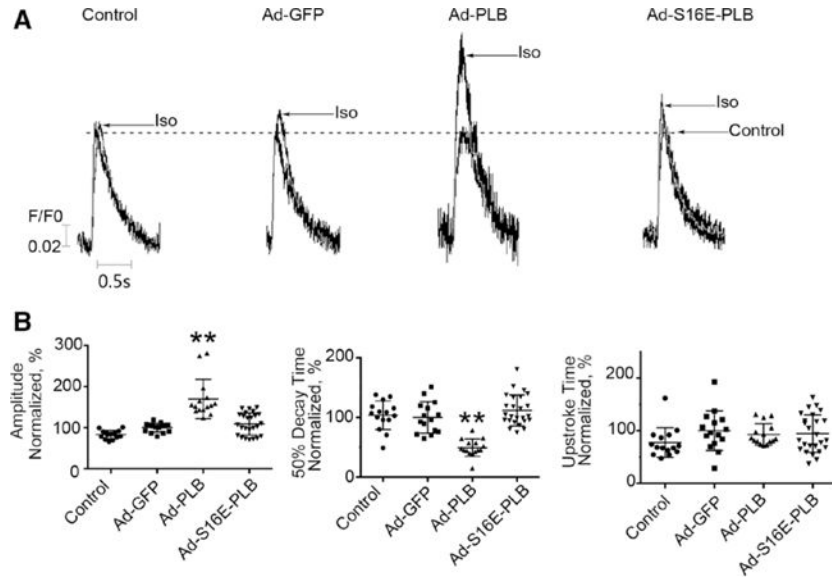 A
Control
Ad-GFP
Ad-PLB
Ad-S16E-PLB
Iso
Iso
Iso
Iso
Control
F/F0
0.02
0.5s
B
Amplitude
Normalized, %
300
200
100
0
**
Control
Ad-GFP
Ad-PLB
Ad-S16E-PLB
50% Decay Time
Normalized, %
200
100
0
**
Control
Ad-GFP
Ad-PLB
Ad-S16E-PLB
Upstroke Time
Normalized, %
200
100
0
Control
Ad-GFP
Ad-PLB
Ad-S16E-PLB